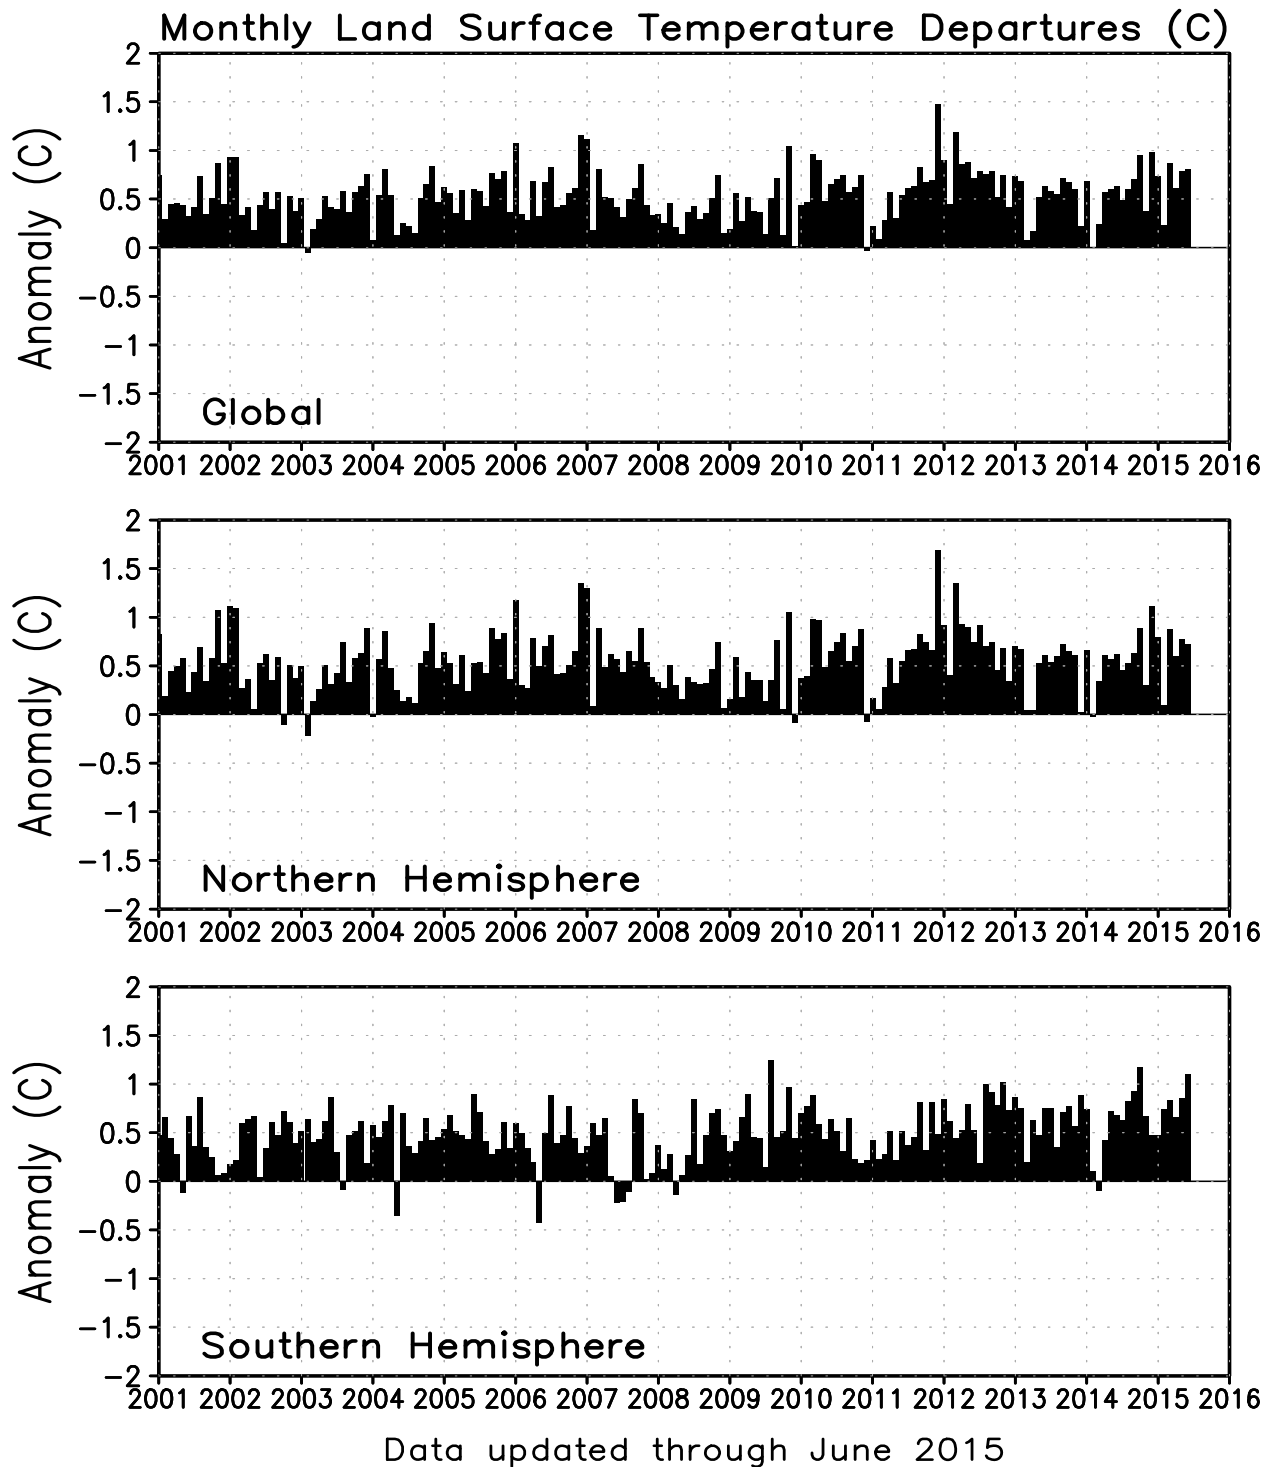 Monthly Land Surface Temperature Departures (C)
2
1.5
1
0.5
0
−0.5
−1
−1.5
−2
Anomaly (C)
Global
2001 2002 2003 2004 2005 2006 2007 2008 2009 2010 2011 2012 2013 2014 2015 2016
2
1.5
1
0.5
0
−0.5
−1
−1.5
−2
Anomaly (C)
Northern Hemisphere
2001 2002 2003 2004 2005 2006 2007 2008 2009 2010 2011 2012 2013 2014 2015 2016
2
1.5
1
0.5
0
−0.5
−1
−1.5
−2
Anomaly (C)
Southern Hemisphere
2001 2002 2003 2004 2005 2006 2007 2008 2009 2010 2011 2012 2013 2014 2015 2016
Data updated through June 2015